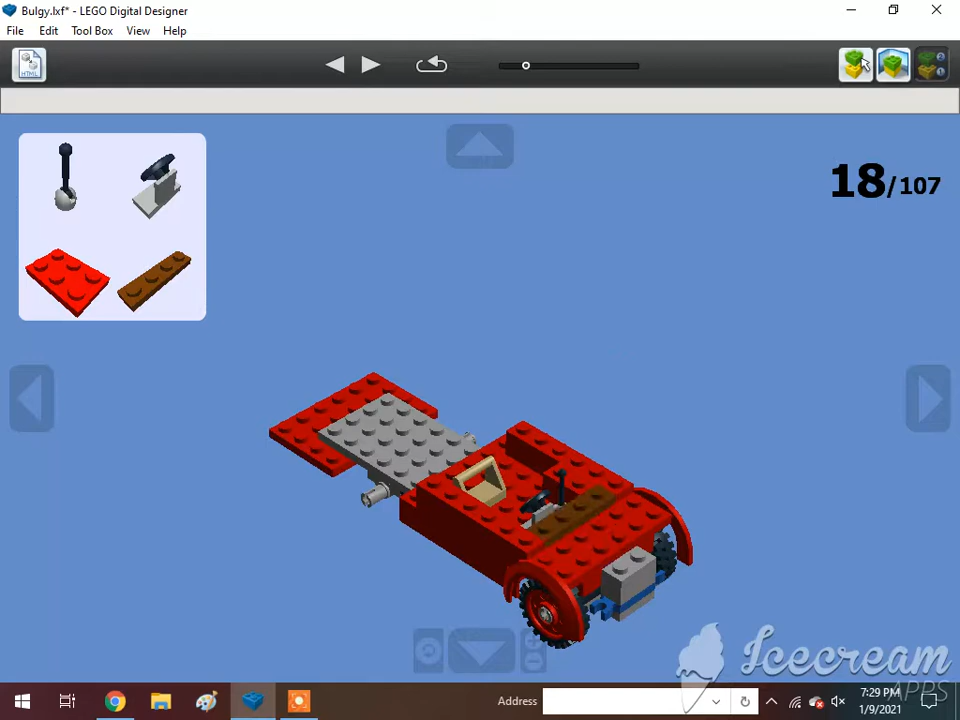 Bulgy.lxf* - LEGO Digital Designer
File Edit Tool Box View Help
HTML
18/107
Icecream
APPS
Address
7:29 PM
1/9/2021